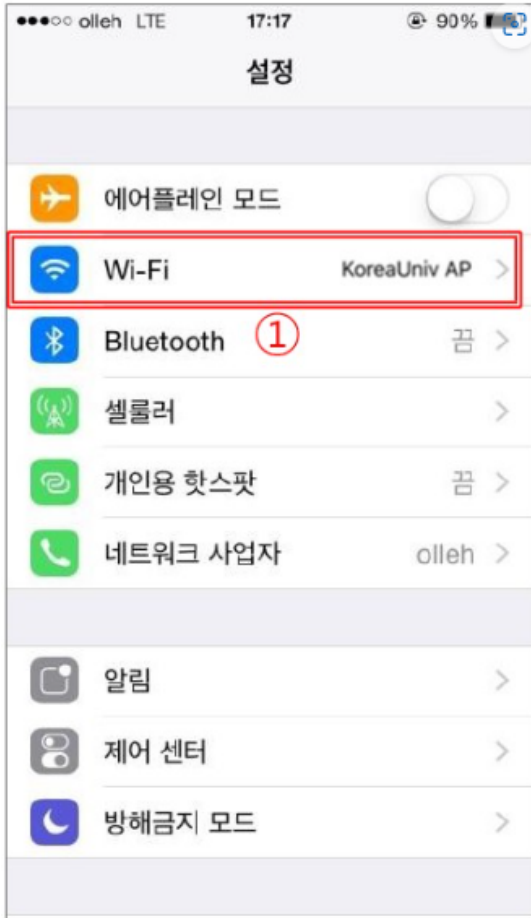 olleh LTE 17:17 90%
설정
에어플레인 모드
Wi-Fi KoreaUniv AP
①
Bluetooth 끔
셀룰러
개인용 핫스팟 끔
네트워크 사업자 olleh
알림
제어 센터
방해금지 모드